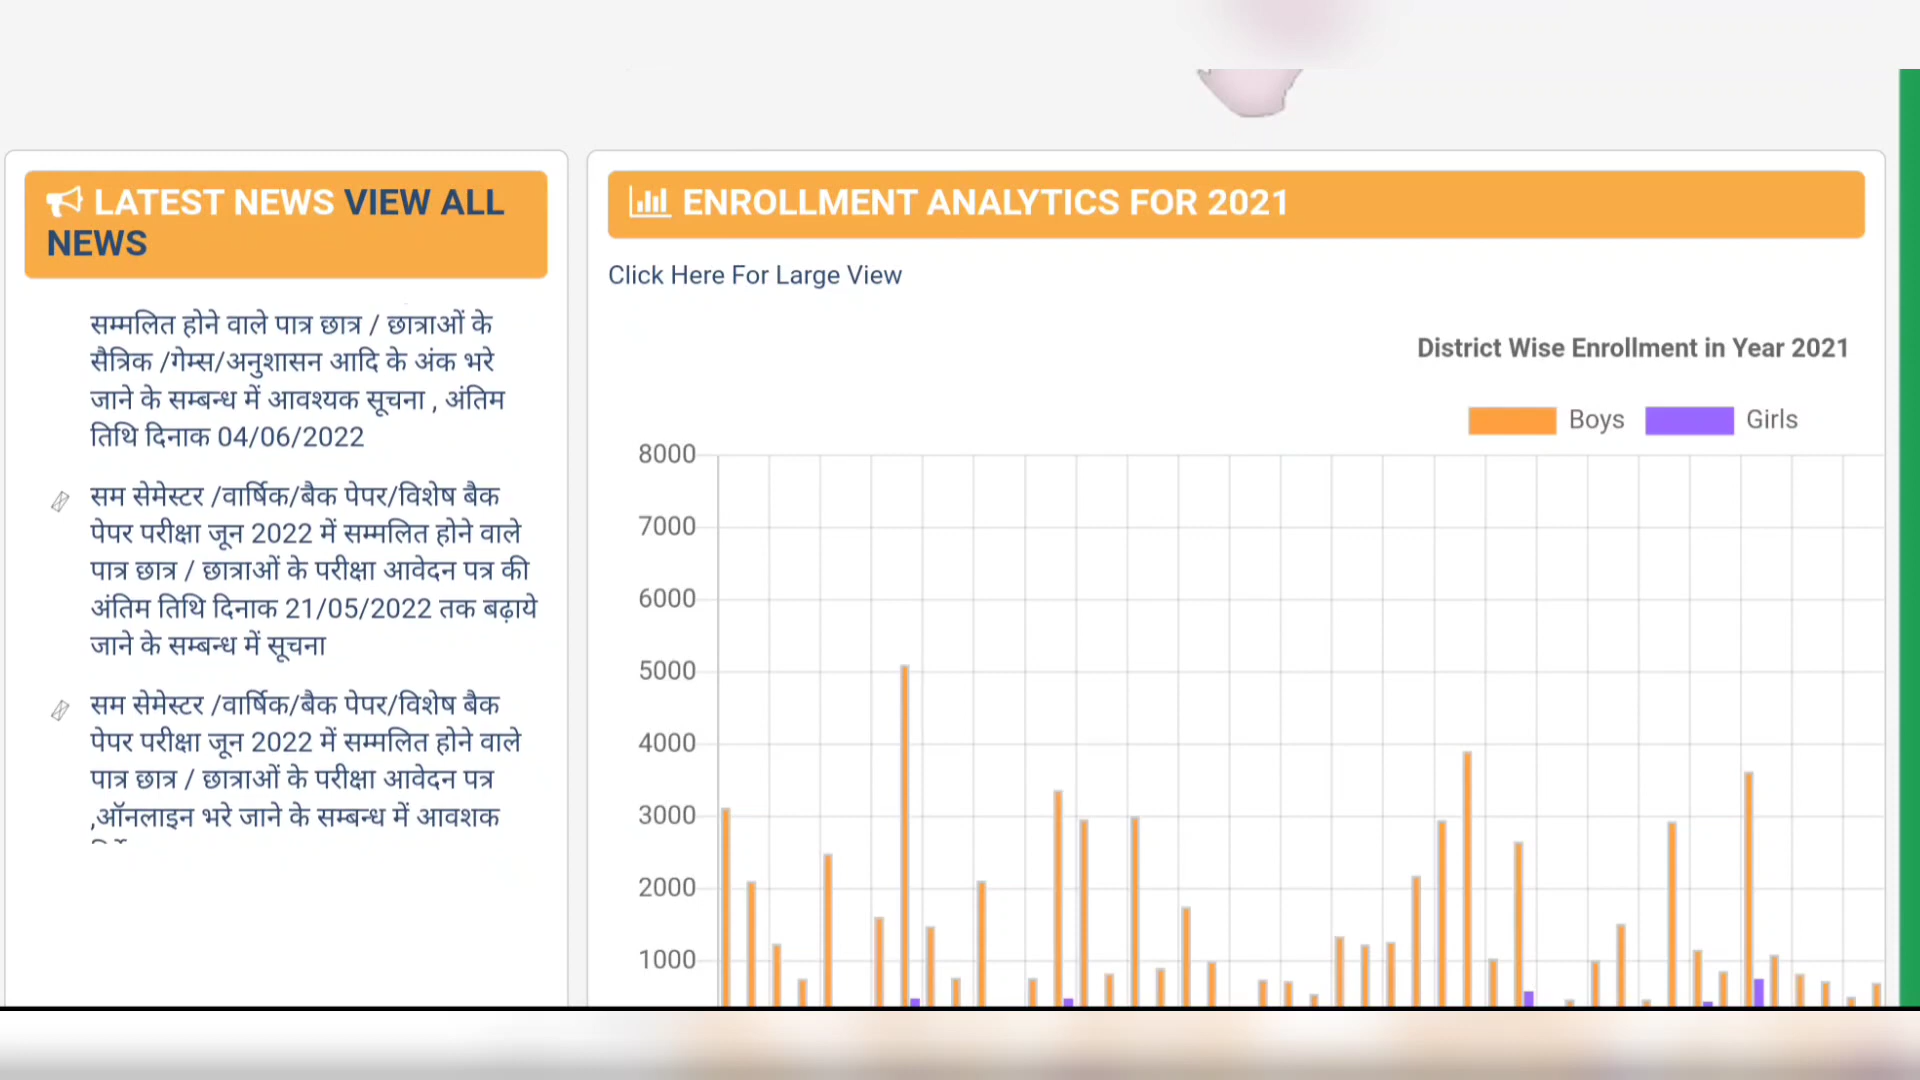 LATEST NEWS VIEW ALL
NEWS
सम्मलित होने वाले पात्र छात्र / छात्राओं के
सैत्रिक /गेम्स/अनुशासन आदि के अंक भरे
जाने के सम्बन्ध में आवश्यक सूचना , अंतिम
तिथि दिनाक 04/06/2022
सम सेमेस्टर /वार्षिक/बैक पेपर/विशेष बैक
पेपर परीक्षा जून 2022 में सम्मलित होने वाले
पात्र छात्र / छात्राओं के परीक्षा आवेदन पत्र की
अंतिम तिथि दिनाक 21/05/2022 तक बढ़ाये
जाने के सम्बन्ध में सूचना
सम सेमेस्टर /वार्षिक/बैक पेपर/विशेष बैक
पेपर परीक्षा जून 2022 में सम्मलित होने वाले
पात्र छात्र / छात्राओं के परीक्षा आवेदन पत्र
,ऑनलाइन भरे जाने के सम्बन्ध में आवशक
ENROLLMENT ANALYTICS FOR 2021
Click Here For Large View
District Wise Enrollment in Year 2021
Boys Girls
8000
7000
6000
5000
4000
3000
2000
1000